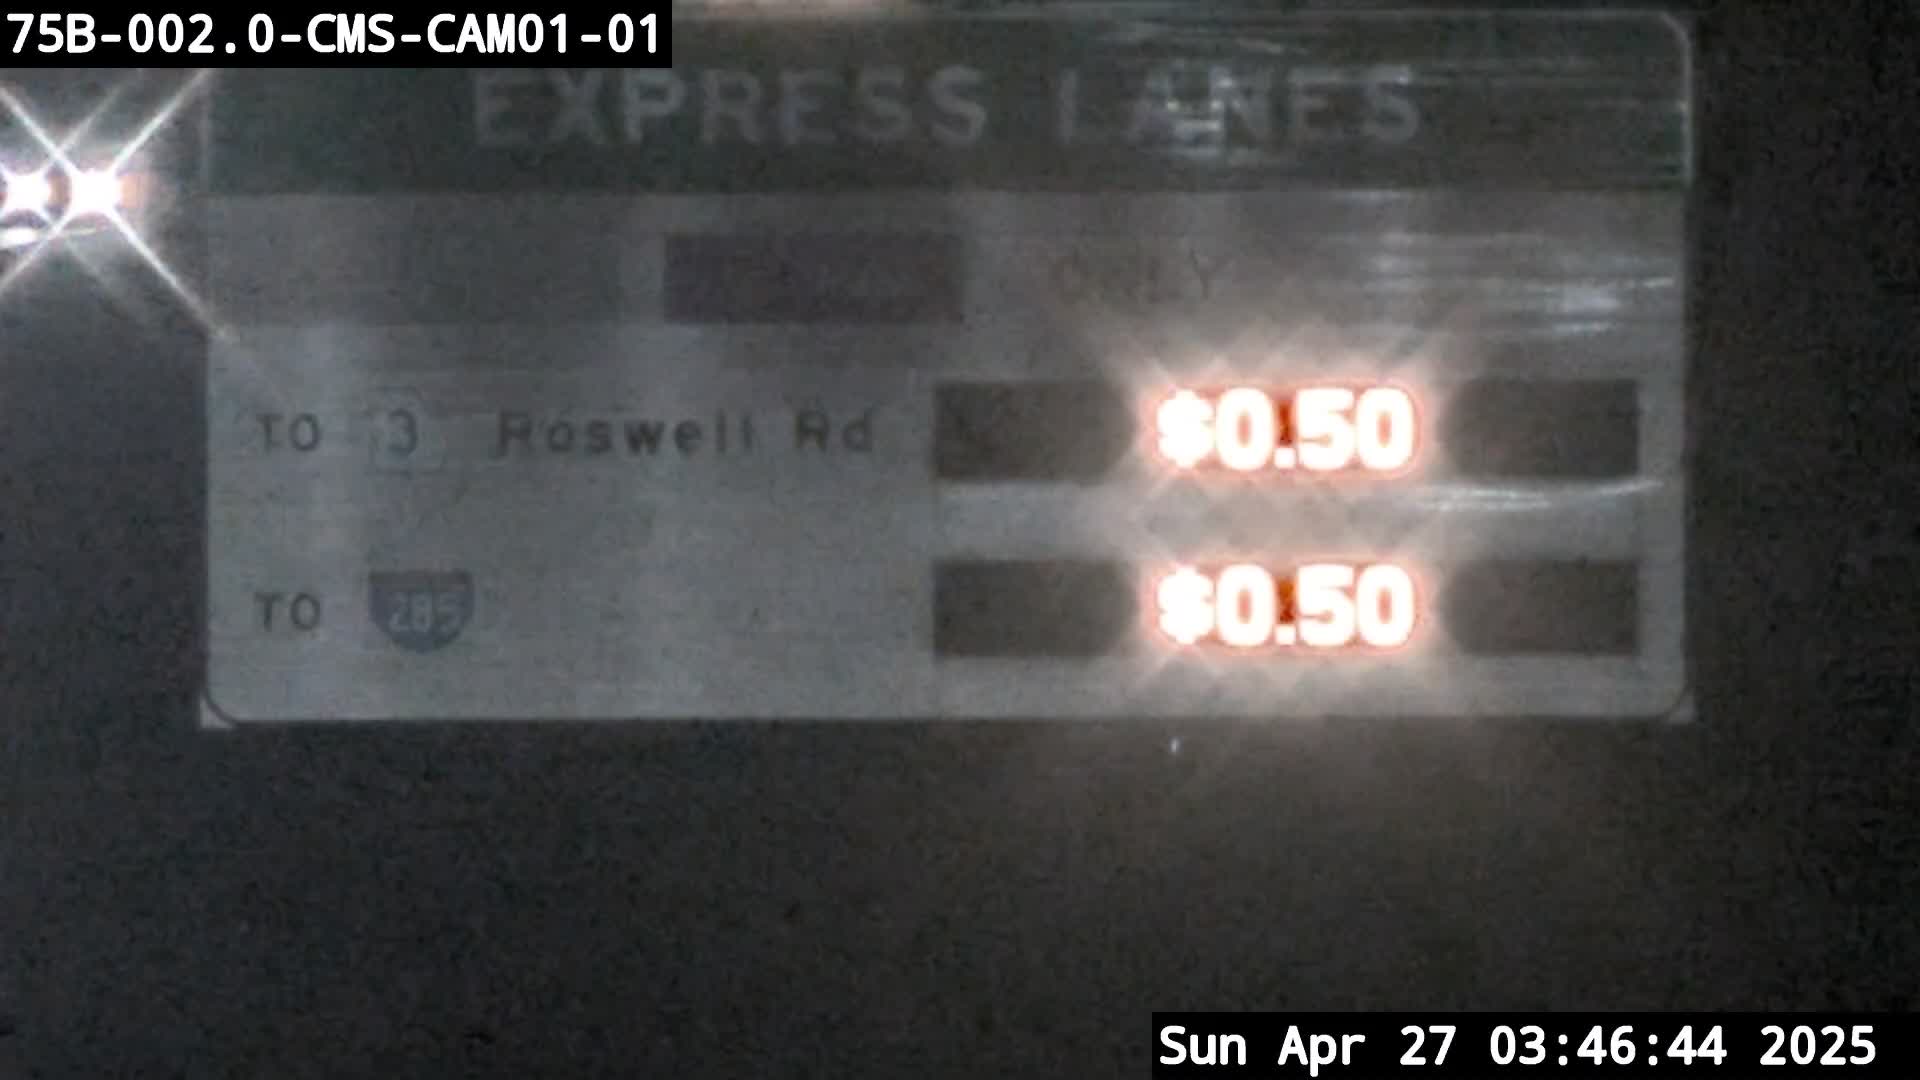 75B-002.0-CMS-CAM01-01
EXPRESS LANES
ONLY
TO 3 Roswell Rd $0.50
TO 285 $0.50
Sun Apr 27 03:46:44 2025